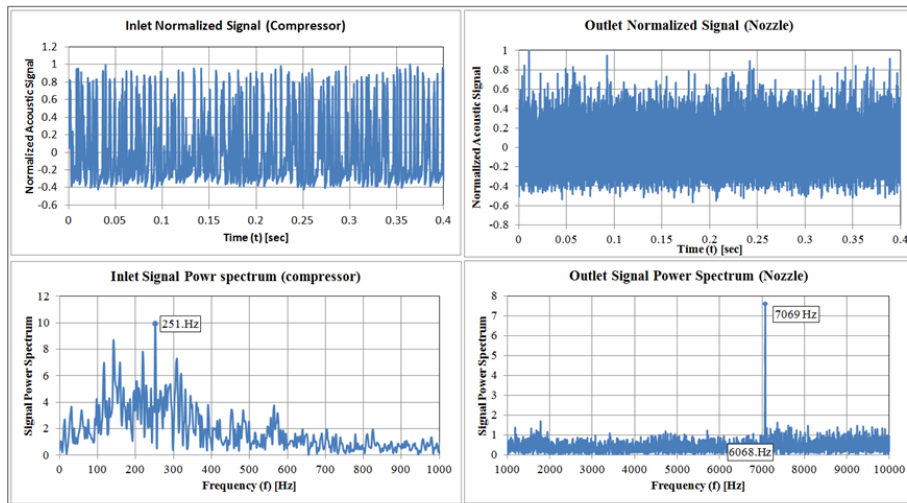 Inlet Normalized Signal (Compressor)
Normalized Acoustic Signal
1.2
1
0.8
0.6
0.4
0.2
0
-0.2
-0.4
-0.6
0 0.05 0.1 0.15 0.2 0.25 0.3 0.35 0.4
Time (t) [sec]
Outlet Normalized Signal (Nozzle)
Normalized Acoustic Signal
1
0.8
0.6
0.4
0.2
0
-0.2
-0.4
-0.6
-0.8
0 0.05 0.1 0.15 0.2 0.25 0.3 0.35 0.4
Time (t) [sec]
Inlet Signal Powr spectrum (compressor)
Signal Power Spectrum
12
10
8
6
4
2
0
251.Hz
0 100 200 300 400 500 600 700 800 900 1000
Frequency (f) [Hz]
Outlet Signal Power Spectrum (Nozzle)
Signal Power Spectrum
8
7
6
5
4
3
2
1
0
7069 Hz
6068.Hz
1000 2000 3000 4000 5000 6000 7000 8000 9000 10000
Frequency (f) [Hz]